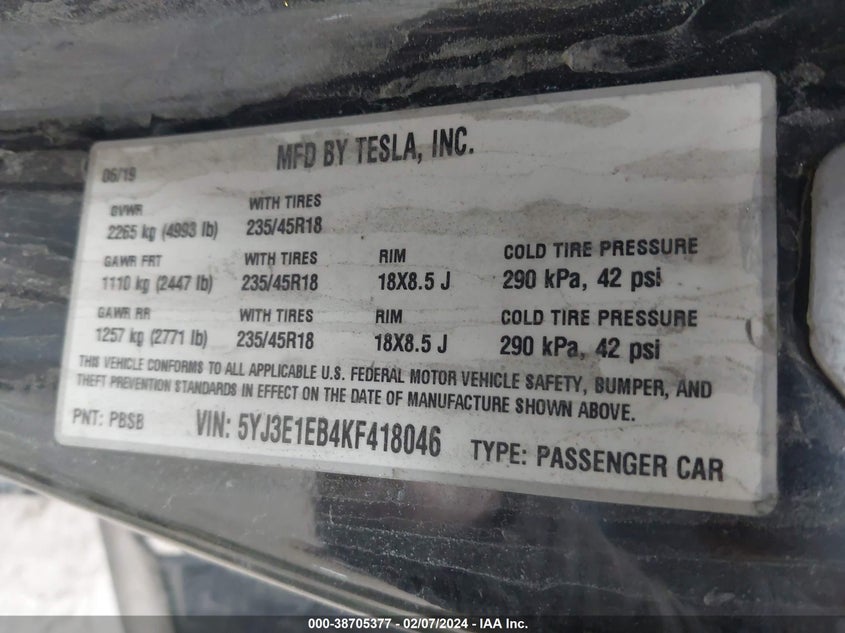 MFD BY TESLA, INC.
06/19
GVWR WITH TIRES
2265 kg (4993 lb) 235/45R18
GAWR FRT WITH TIRES RIM COLD TIRE PRESSURE
1110 kg (2447 lb) 235/45R18 18X8.5 J 290 kPa, 42 psi
GAWR RR WITH TIRES RIM COLD TIRE PRESSURE
1257 kg (2771 lb) 235/45R18 18X8.5 J 290 kPa, 42 psi
THIS VEHICLE CONFORMS TO ALL APPLICABLE U.S. FEDERAL MOTOR VEHICLE SAFETY, BUMPER, AND
THEFT PREVENTION STANDARDS IN EFFECT ON THE DATE OF MANUFACTURE SHOWN ABOVE.
PNT: PBSB VIN: 5YJ3E1EB4KF418046 TYPE: PASSENGER CAR
000-38705377 - 02/07/2024 - IAA Inc.